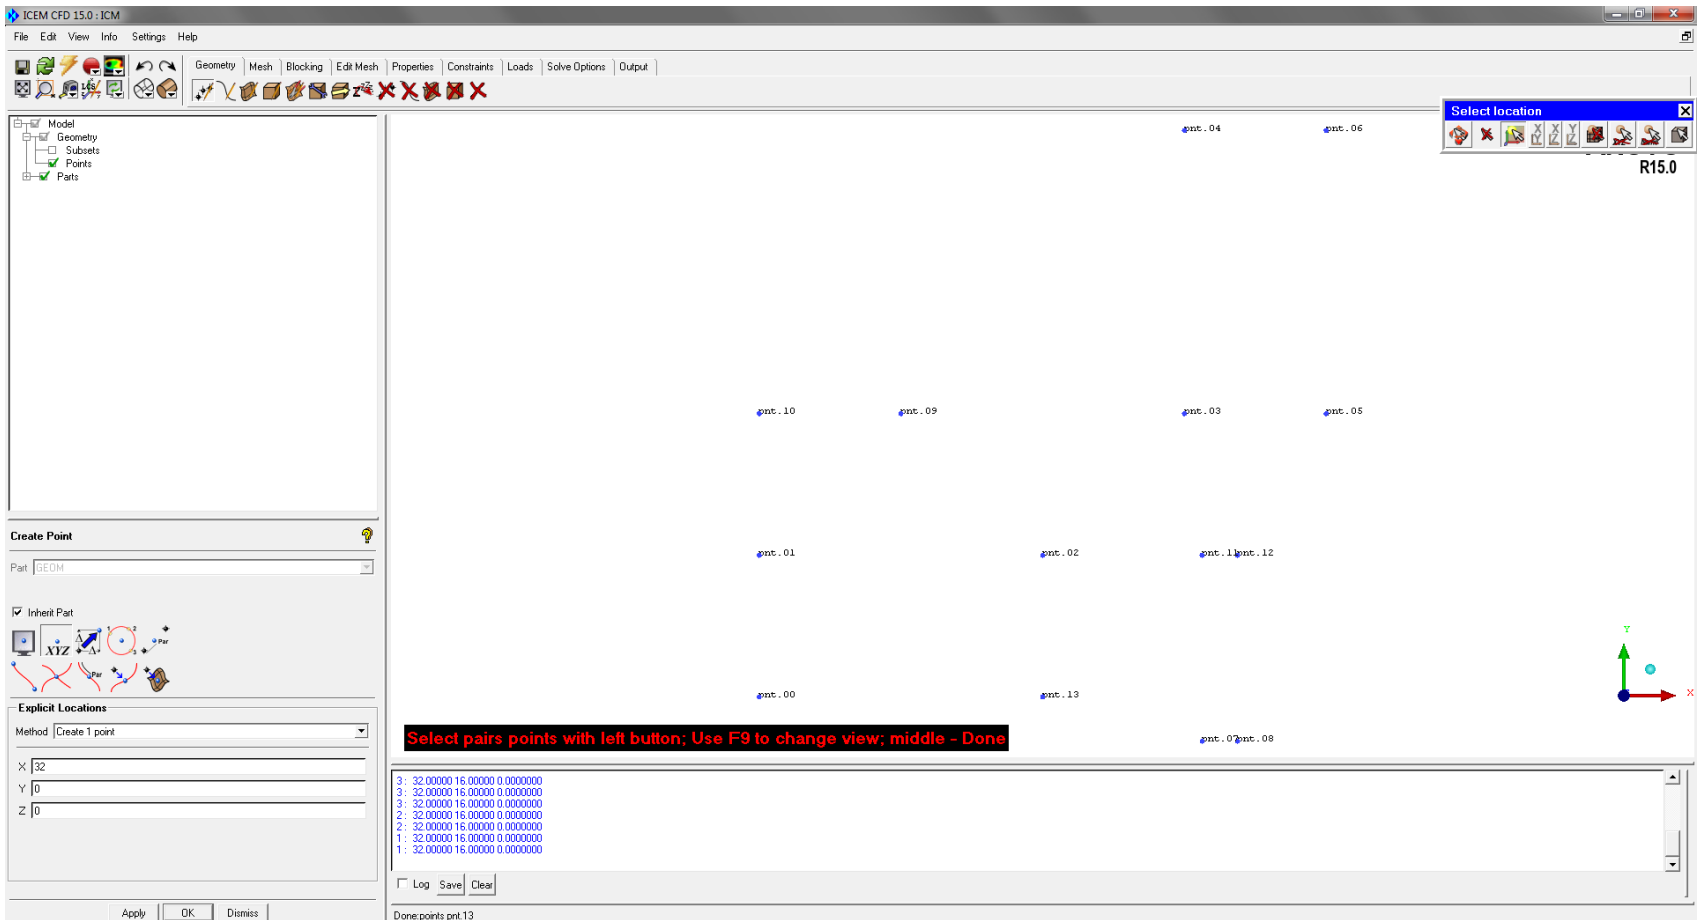 ICEM CFD 15.0 : ICM
File Edit View Info Settings Help
Geometry Mesh Blocking Edit Mesh Properties Constraints Loads Solve Options Output
Select location
R15.0
Model
Geometry
Subsets
Points
Parts
pnt.04 pnt.06
pnt.10 pnt.09 pnt.03 pnt.05
pnt.01 pnt.02 pnt.11 pnt.12
pnt.00 pnt.13
pnt.07 pnt.08
Y
X
Select pairs points with left button; Use F9 to change view; middle - Done
Create Point
Part GEOM
Inherit Part
XYZ
Par
Par
Explicit Locations
Method Create 1 point
X 32
Y 0
Z 0
Apply OK Dismiss
3 : 32.00000 16.00000 0.0000000
3 : 32.00000 16.00000 0.0000000
3 : 32.00000 16.00000 0.0000000
2 : 32.00000 16.00000 0.0000000
2 : 32.00000 16.00000 0.0000000
1 : 32.00000 16.00000 0.0000000
1 : 32.00000 16.00000 0.0000000
Log Save Clear
Done:points pnt.13